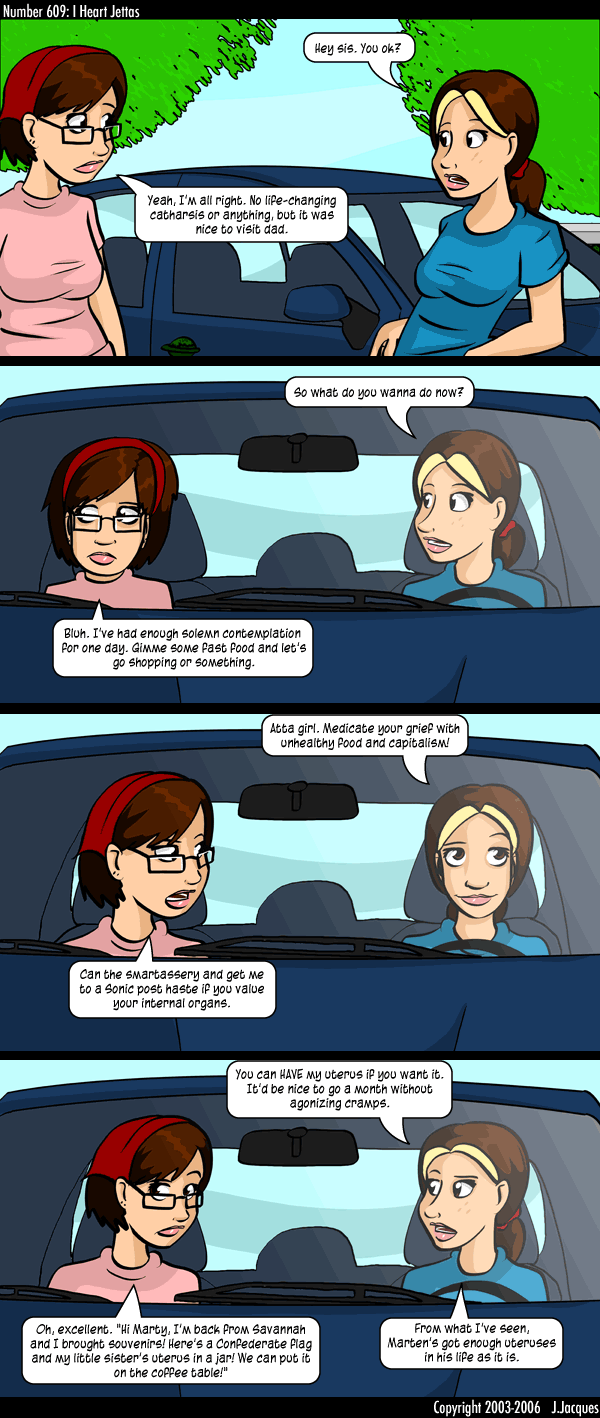 Number 609: I Heart Jettas
Hey sis. You ok?
Yeah, I'm all right. No life-changing
catharsis or anything, but it was
nice to visit dad.
So what do you wanna do now?
Bluh. I've had enough solemn contemplation
for one day. Gimme some fast food and let's
go shopping or something.
Atta girl. Medicate your grief with
unhealthy food and capitalism!
Can the smartassery and get me
to a Sonic post haste if you value
your internal organs.
You can HAVE my uterus if you want it.
It'd be nice to go a month without
agonizing cramps.
Oh, excellent. "Hi Marty, I'm back from Savannah
and I brought souvenirs! Here's a Confederate flag
and my little sister's uterus in a jar! We can put it
on the coffee table!"
From what I've seen,
Marten's got enough uteruses
in his life as it is.
Copyright 2003-2006 J.Jacques